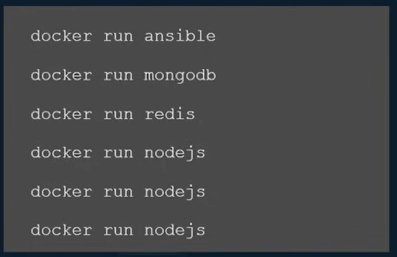 docker run ansible
docker run mongodb
docker run redis
docker run nodejs
docker run nodejs
docker run nodejs